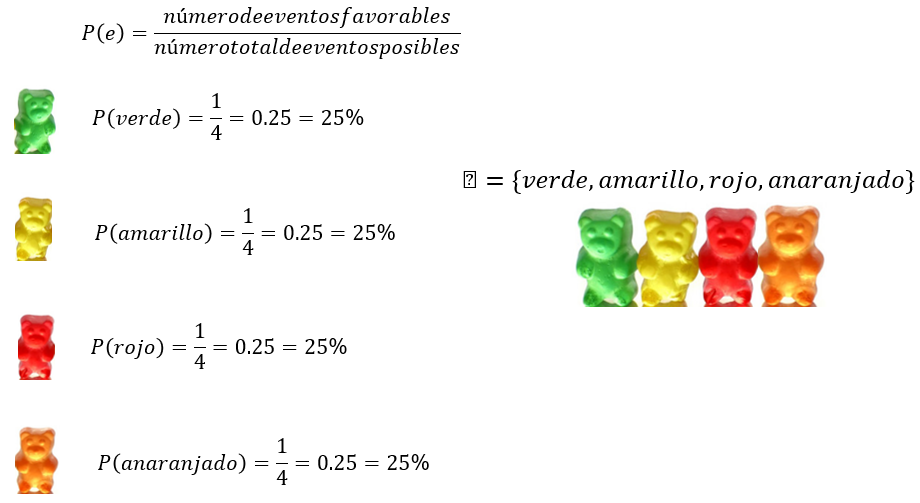 P(e) = númerodeeventosfavorables / númerototaldeeventosposibles
P(verde) = 1/4 = 0.25 = 25%
⍰ = {verde, amarillo, rojo, anaranjado}
P(amarillo) = 1/4 = 0.25 = 25%
P(rojo) = 1/4 = 0.25 = 25%
P(anaranjado) = 1/4 = 0.25 = 25%